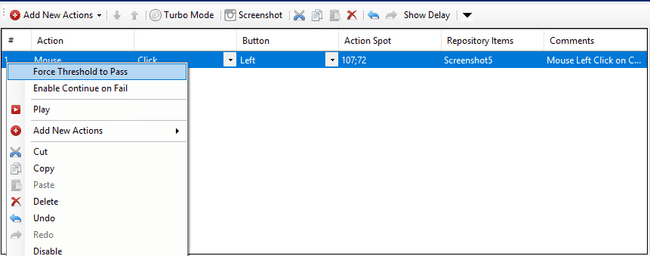 Add New Actions Turbo Mode Screenshot Show Delay
# Action Button Action Spot Repository Items Comments
1 Mouse Click Left 107;72 Screenshot5 Mouse Left Click on C...
Force Threshold to Pass
Enable Continue on Fail
Play
Add New Actions
Cut
Copy
Paste
Delete
Undo
Redo
Disable